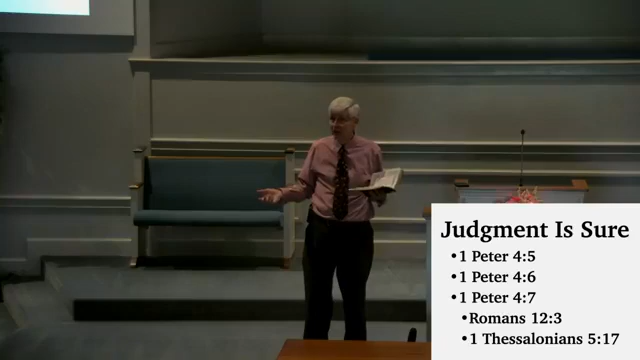 Judgment Is Sure
•1 Peter 4:5
•1 Peter 4:6
•1 Peter 4:7
•Romans 12:3
•1 Thessalonians 5:17